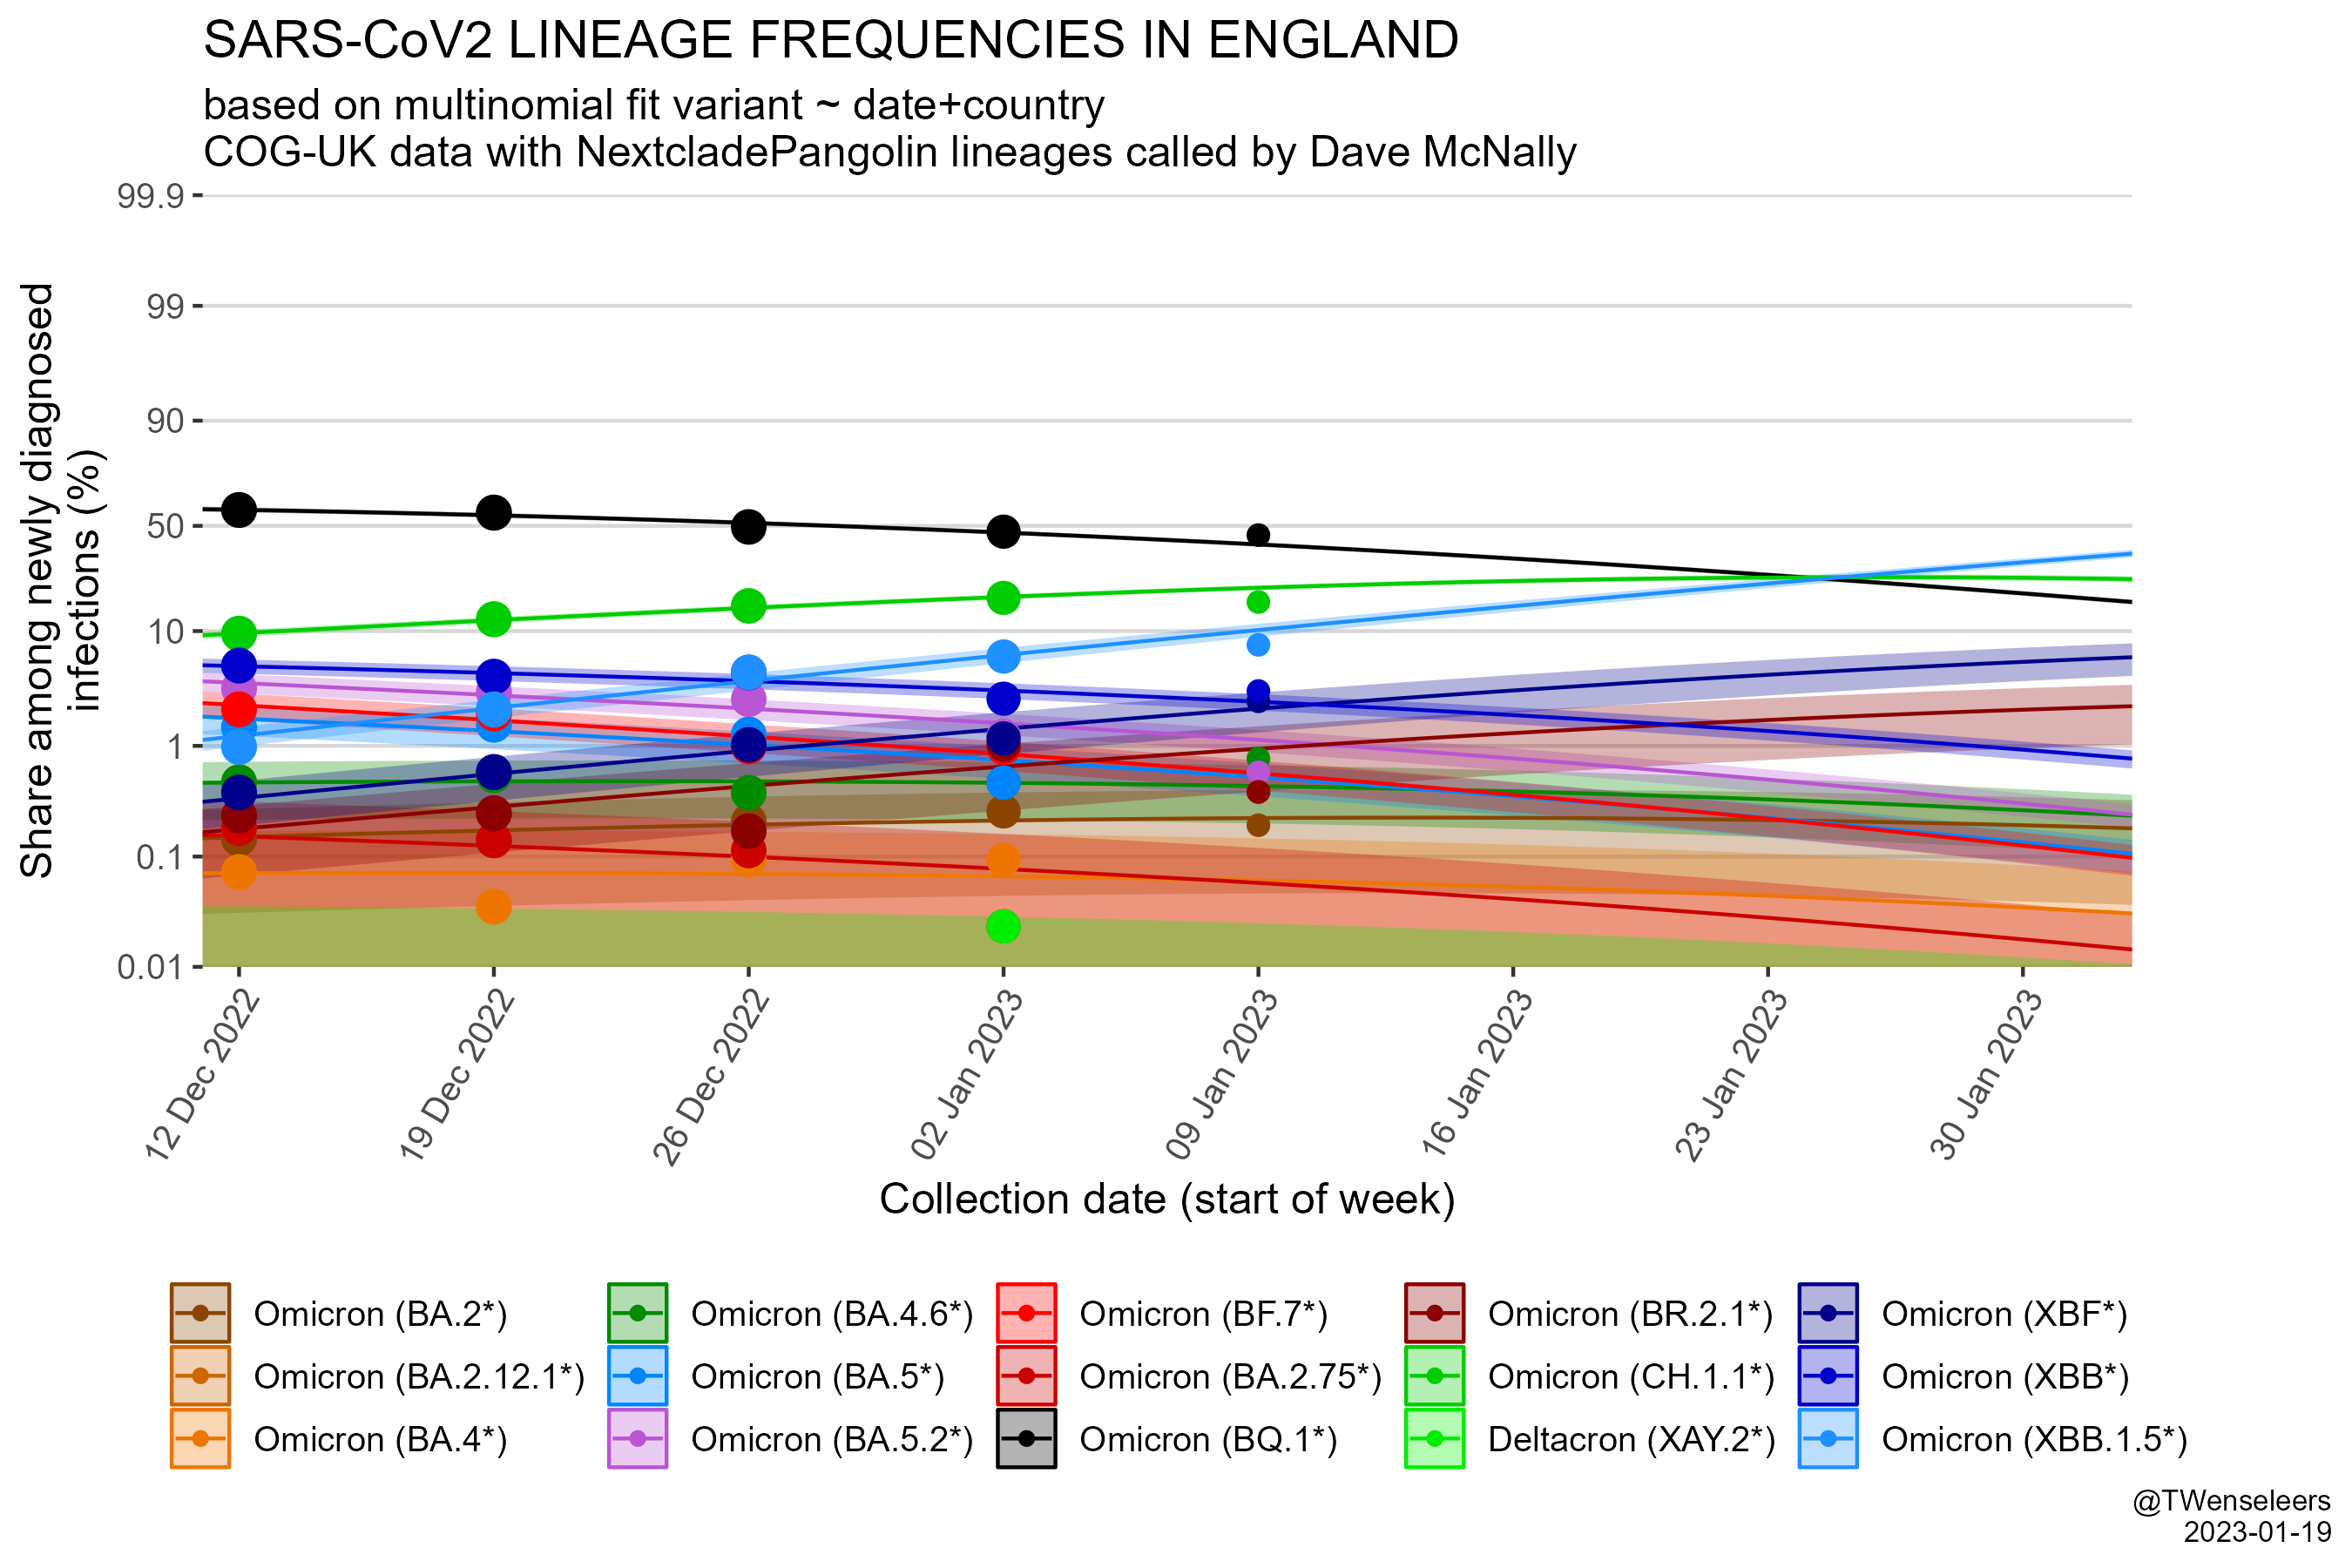 SARS-CoV2 LINEAGE FREQUENCIES IN ENGLAND
based on multinomial fit variant ~ date+country
COG-UK data with NextcladePangolin lineages called by Dave McNally
Share among newly diagnosed
infections (%)
99.9
99
90
50
10
1
0.1
0.01
12 Dec 2022
19 Dec 2022
26 Dec 2022
02 Jan 2023
09 Jan 2023
16 Jan 2023
23 Jan 2023
30 Jan 2023
Collection date (start of week)
Omicron (BA.2*)
Omicron (BA.2.12.1*)
Omicron (BA.4*)
Omicron (BA.4.6*)
Omicron (BA.5*)
Omicron (BA.5.2*)
Omicron (BF.7*)
Omicron (BA.2.75*)
Omicron (BQ.1*)
Omicron (BR.2.1*)
Omicron (CH.1.1*)
Deltacron (XAY.2*)
Omicron (XBF*)
Omicron (XBB*)
Omicron (XBB.1.5*)
@TWenseleers
2023-01-19